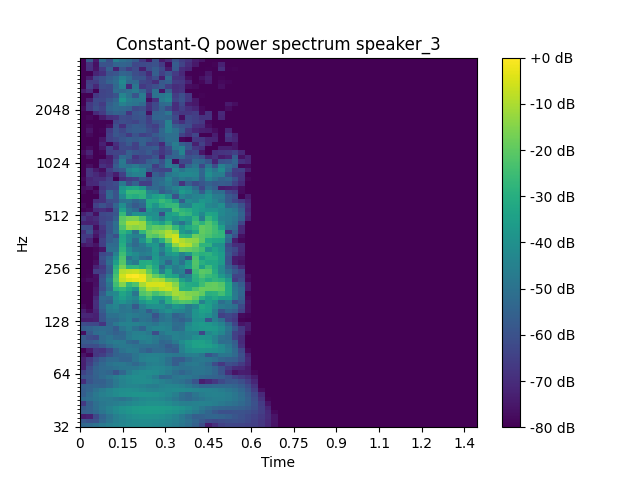 Constant-Q power spectrum speaker_3
Hz
2048
1024
512
256
128
64
32
0 0.15 0.3 0.45 0.6 0.75 0.9 1.1 1.2 1.4
Time
+0 dB
-10 dB
-20 dB
-30 dB
-40 dB
-50 dB
-60 dB
-70 dB
-80 dB